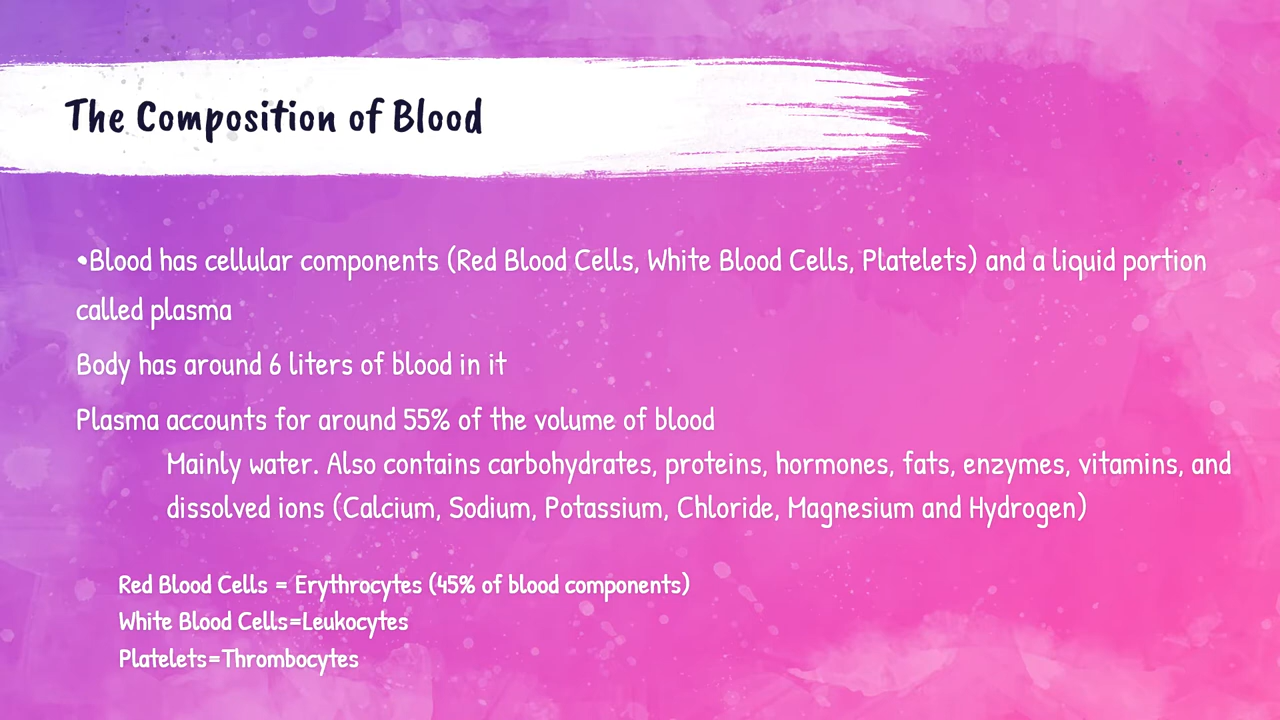 The Composition of Blood
•Blood has cellular components (Red Blood Cells, White Blood Cells, Platelets) and a liquid portion
called plasma
Body has around 6 liters of blood in it
Plasma accounts for around 55% of the volume of blood
Mainly water. Also contains carbohydrates, proteins, hormones, fats, enzymes, vitamins, and
dissolved ions (Calcium, Sodium, Potassium, Chloride, Magnesium and Hydrogen)
Red Blood Cells = Erythrocytes (45% of blood components)
White Blood Cells=Leukocytes
Platelets=Thrombocytes